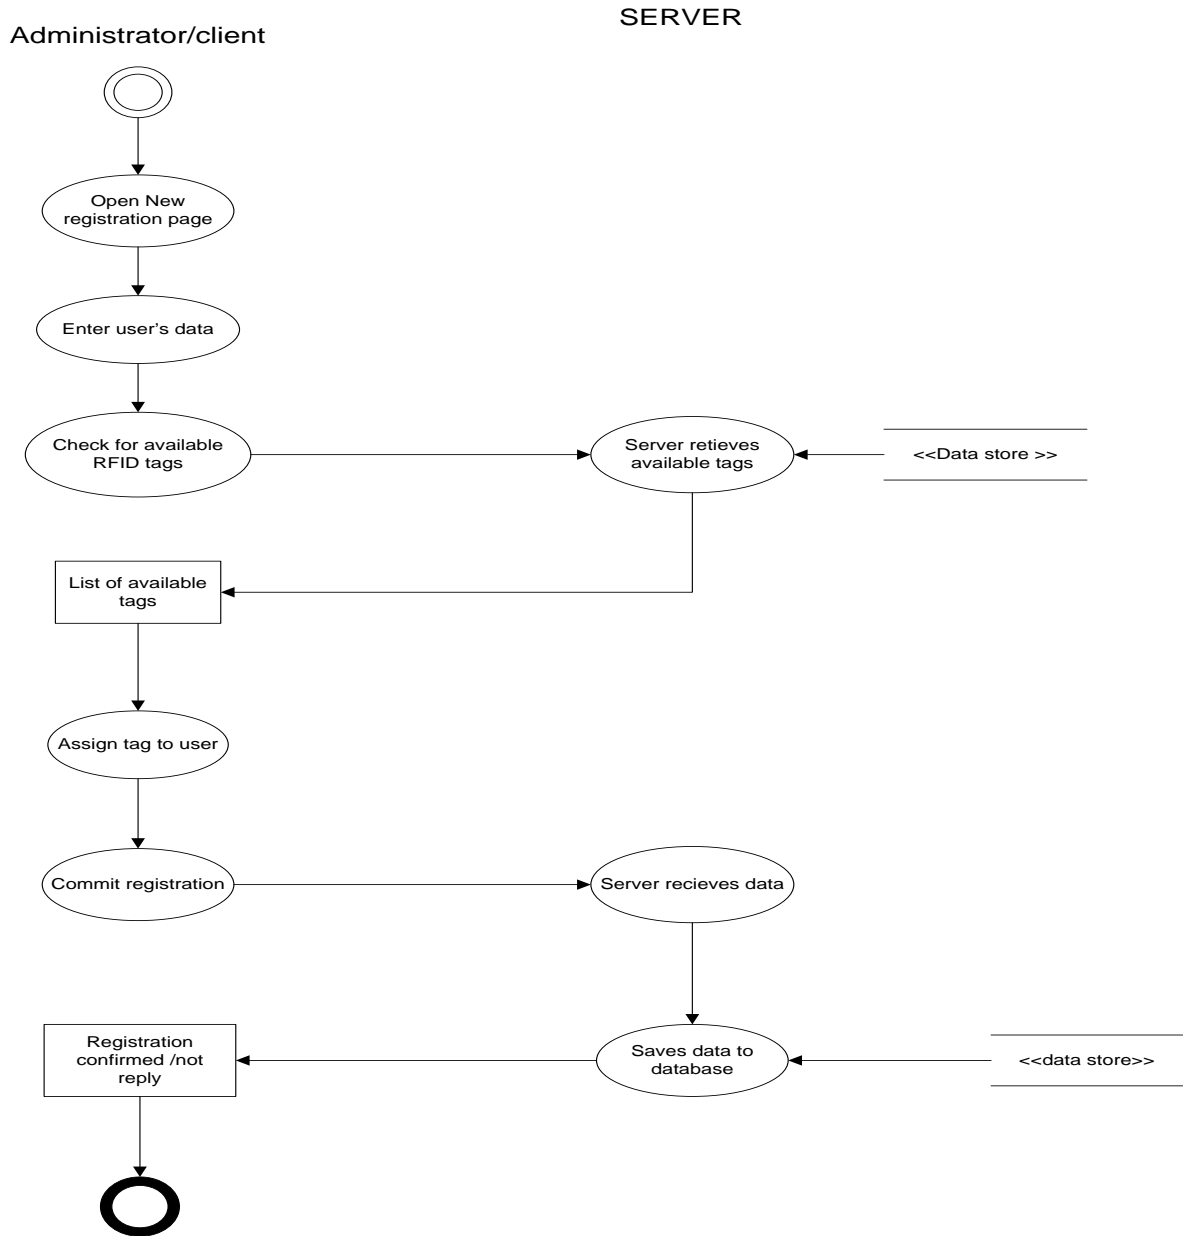 SERVER
Administrator/client
Open New
registration page
Enter user's data
Check for available
RFID tags
Server retieves
available tags
<<Data store >>
List of available
tags
Assign tag to user
Commit registration
Server recieves data
Registration
confirmed /not
reply
Saves data to
database
<<data store>>